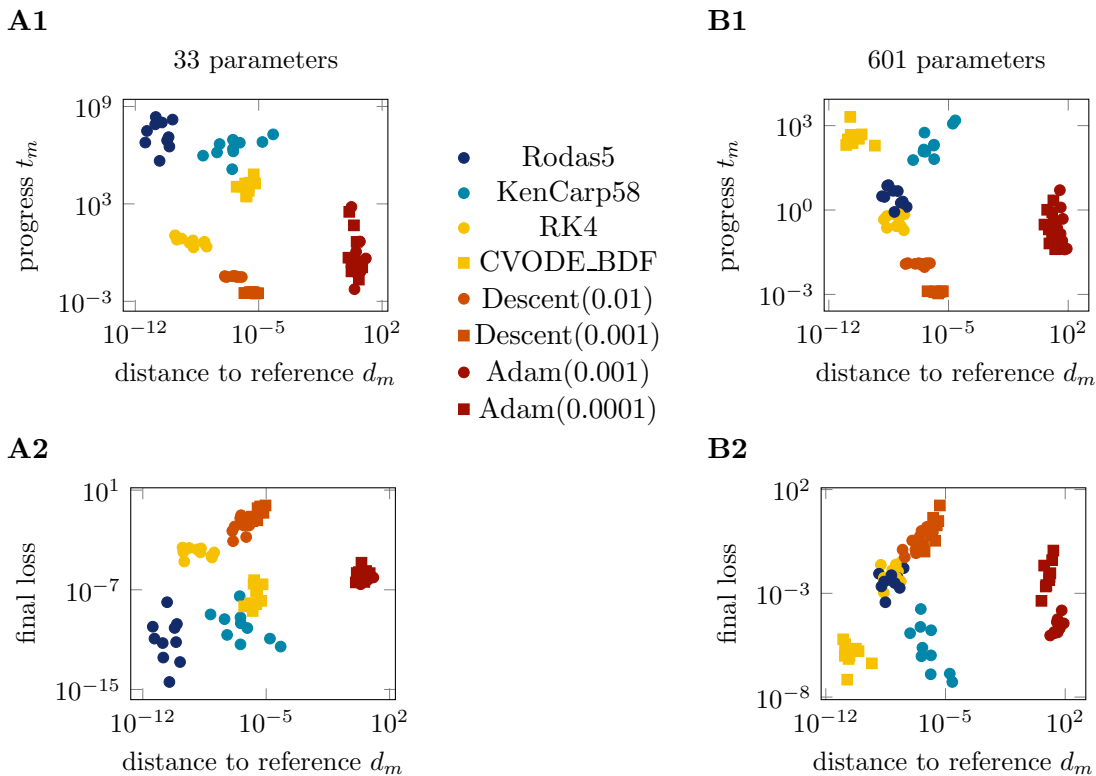 A1
33 parameters
10^9
10^3
10^{-3}
10^{-12}
10^{-5}
10^2
progress t_m
distance to reference d_m
Rodas5
KenCarp58
RK4
CVODE_BDF
Descent(0.01)
Descent(0.001)
Adam(0.001)
Adam(0.0001)
B1
601 parameters
10^3
10^0
10^{-3}
10^{-12}
10^{-5}
10^2
progress t_m
distance to reference d_m
A2
10^1
10^{-7}
10^{-15}
10^{-12}
10^{-5}
10^2
final loss
distance to reference d_m
B2
10^2
10^{-3}
10^{-8}
10^{-12}
10^{-5}
10^2
final loss
distance to reference d_m